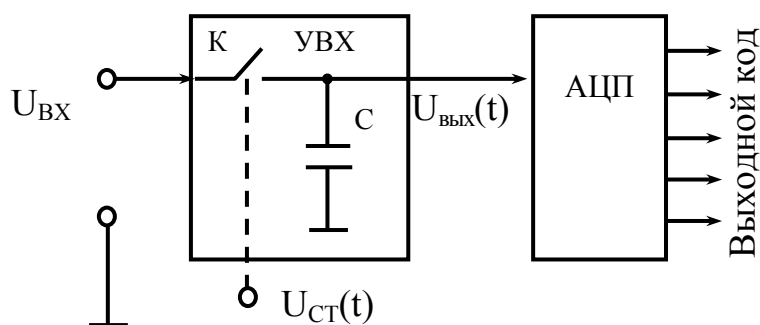 К УВХ
U_ВХ
С
U_вых(t)
АЦП
Выходной код
U_СТ(t)